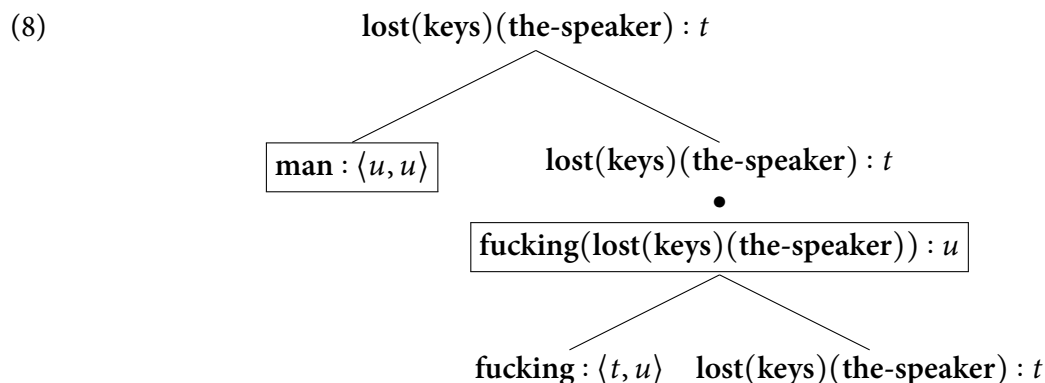 (8) lost(keys)(the-speaker) : t
man : ⟨u, u⟩ lost(keys)(the-speaker) : t
•
fucking(lost(keys)(the-speaker)) : u
fucking : ⟨t, u⟩ lost(keys)(the-speaker) : t